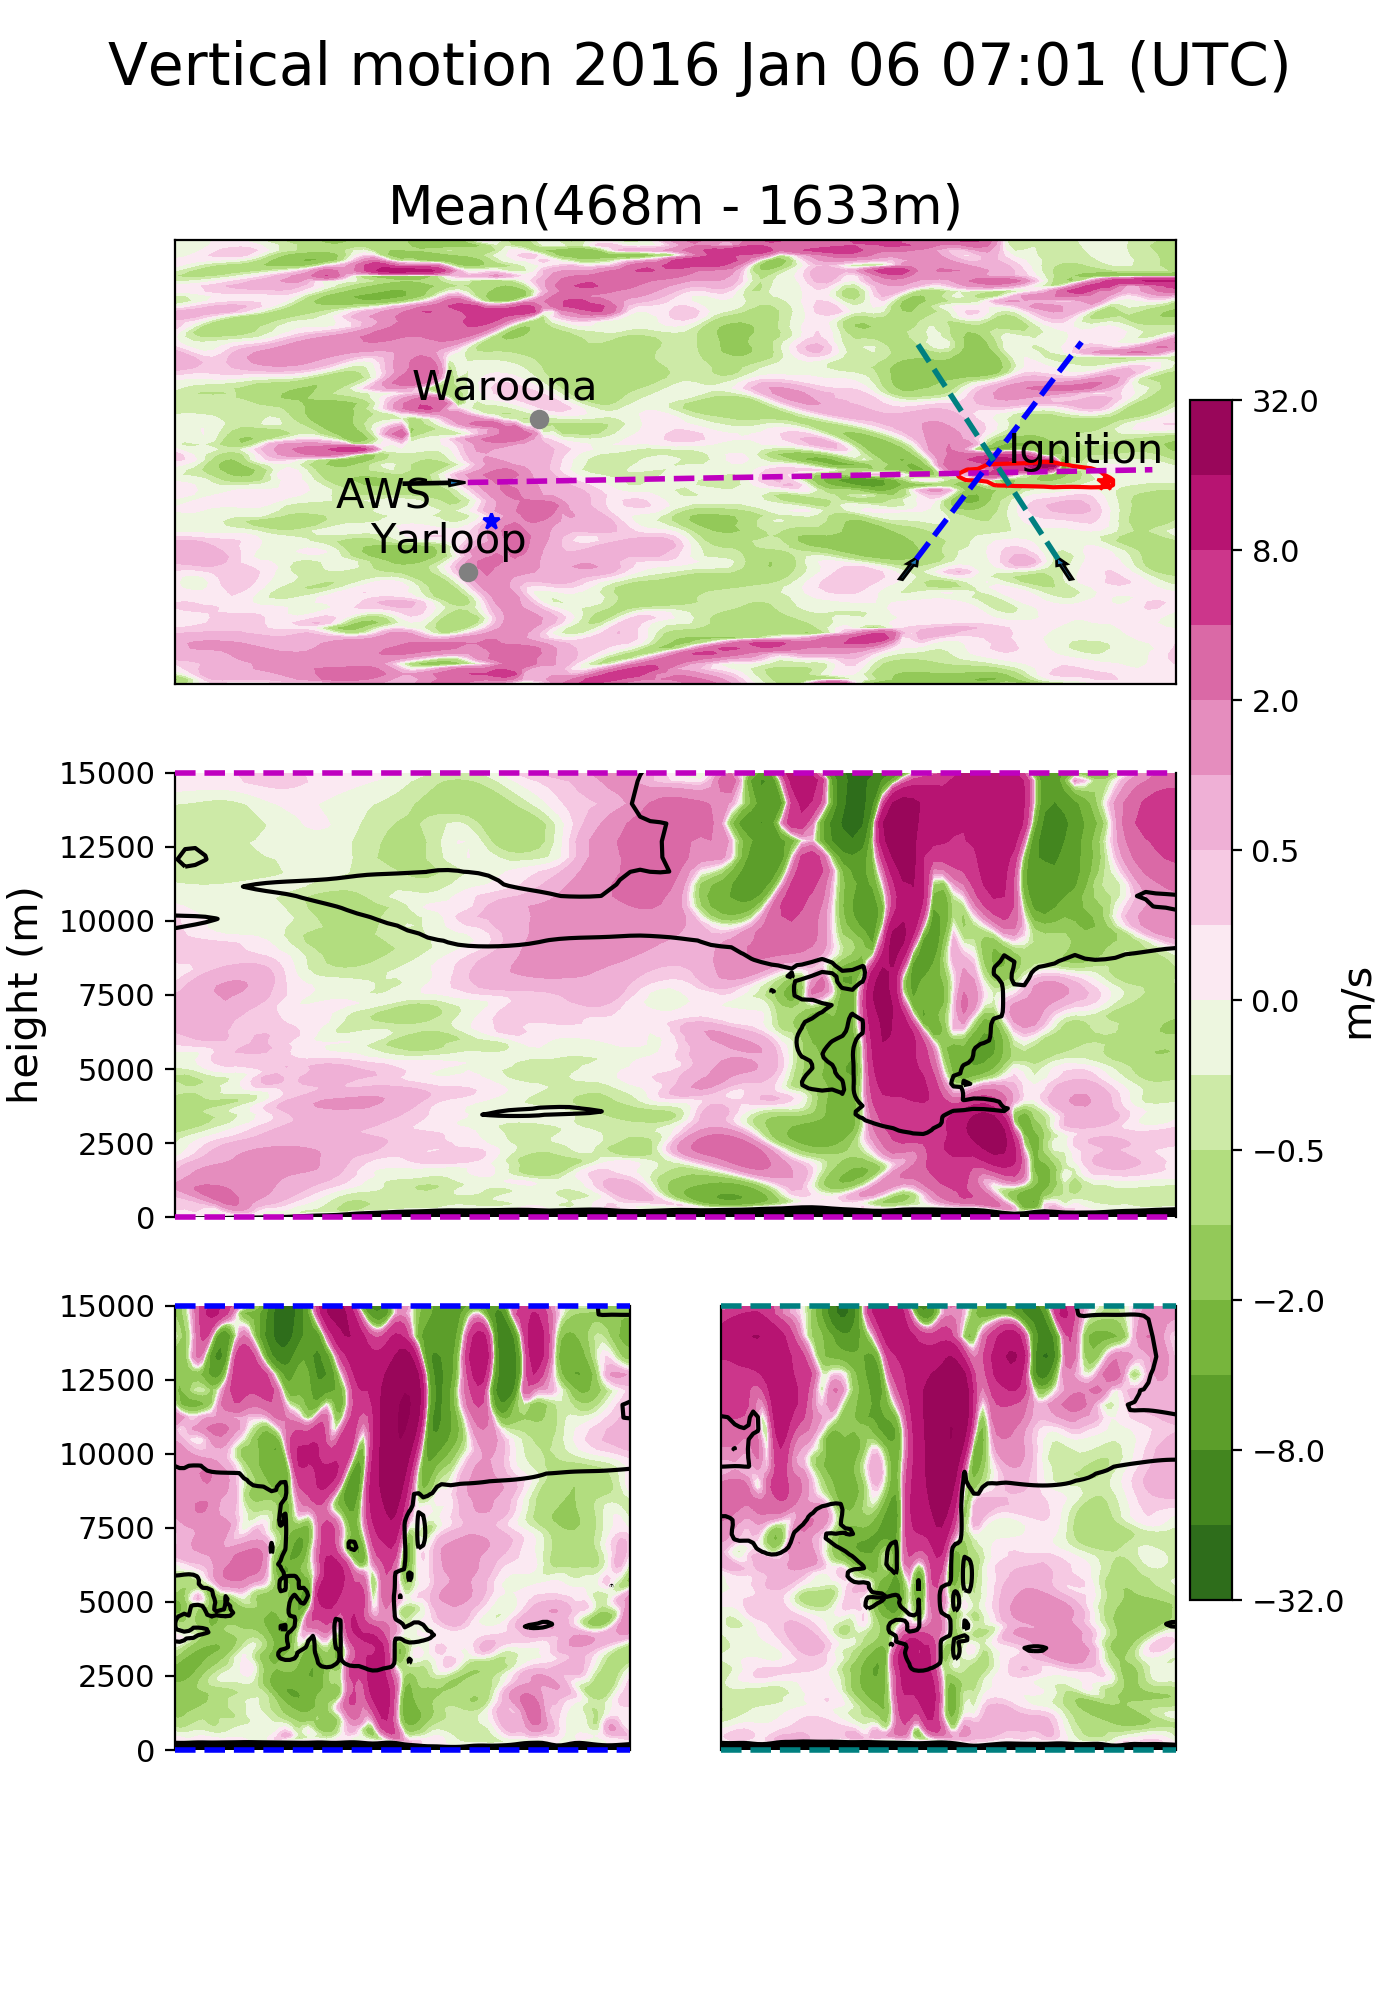 Vertical motion 2016 Jan 06 07:01 (UTC)
Mean(468m - 1633m)
Waroona
Ignition
AWS
Yarloop
height (m)
15000
12500
10000
7500
5000
2500
0
15000
12500
10000
7500
5000
2500
0
32.0
8.0
2.0
0.5
0.0
−0.5
−2.0
−8.0
−32.0
m/s